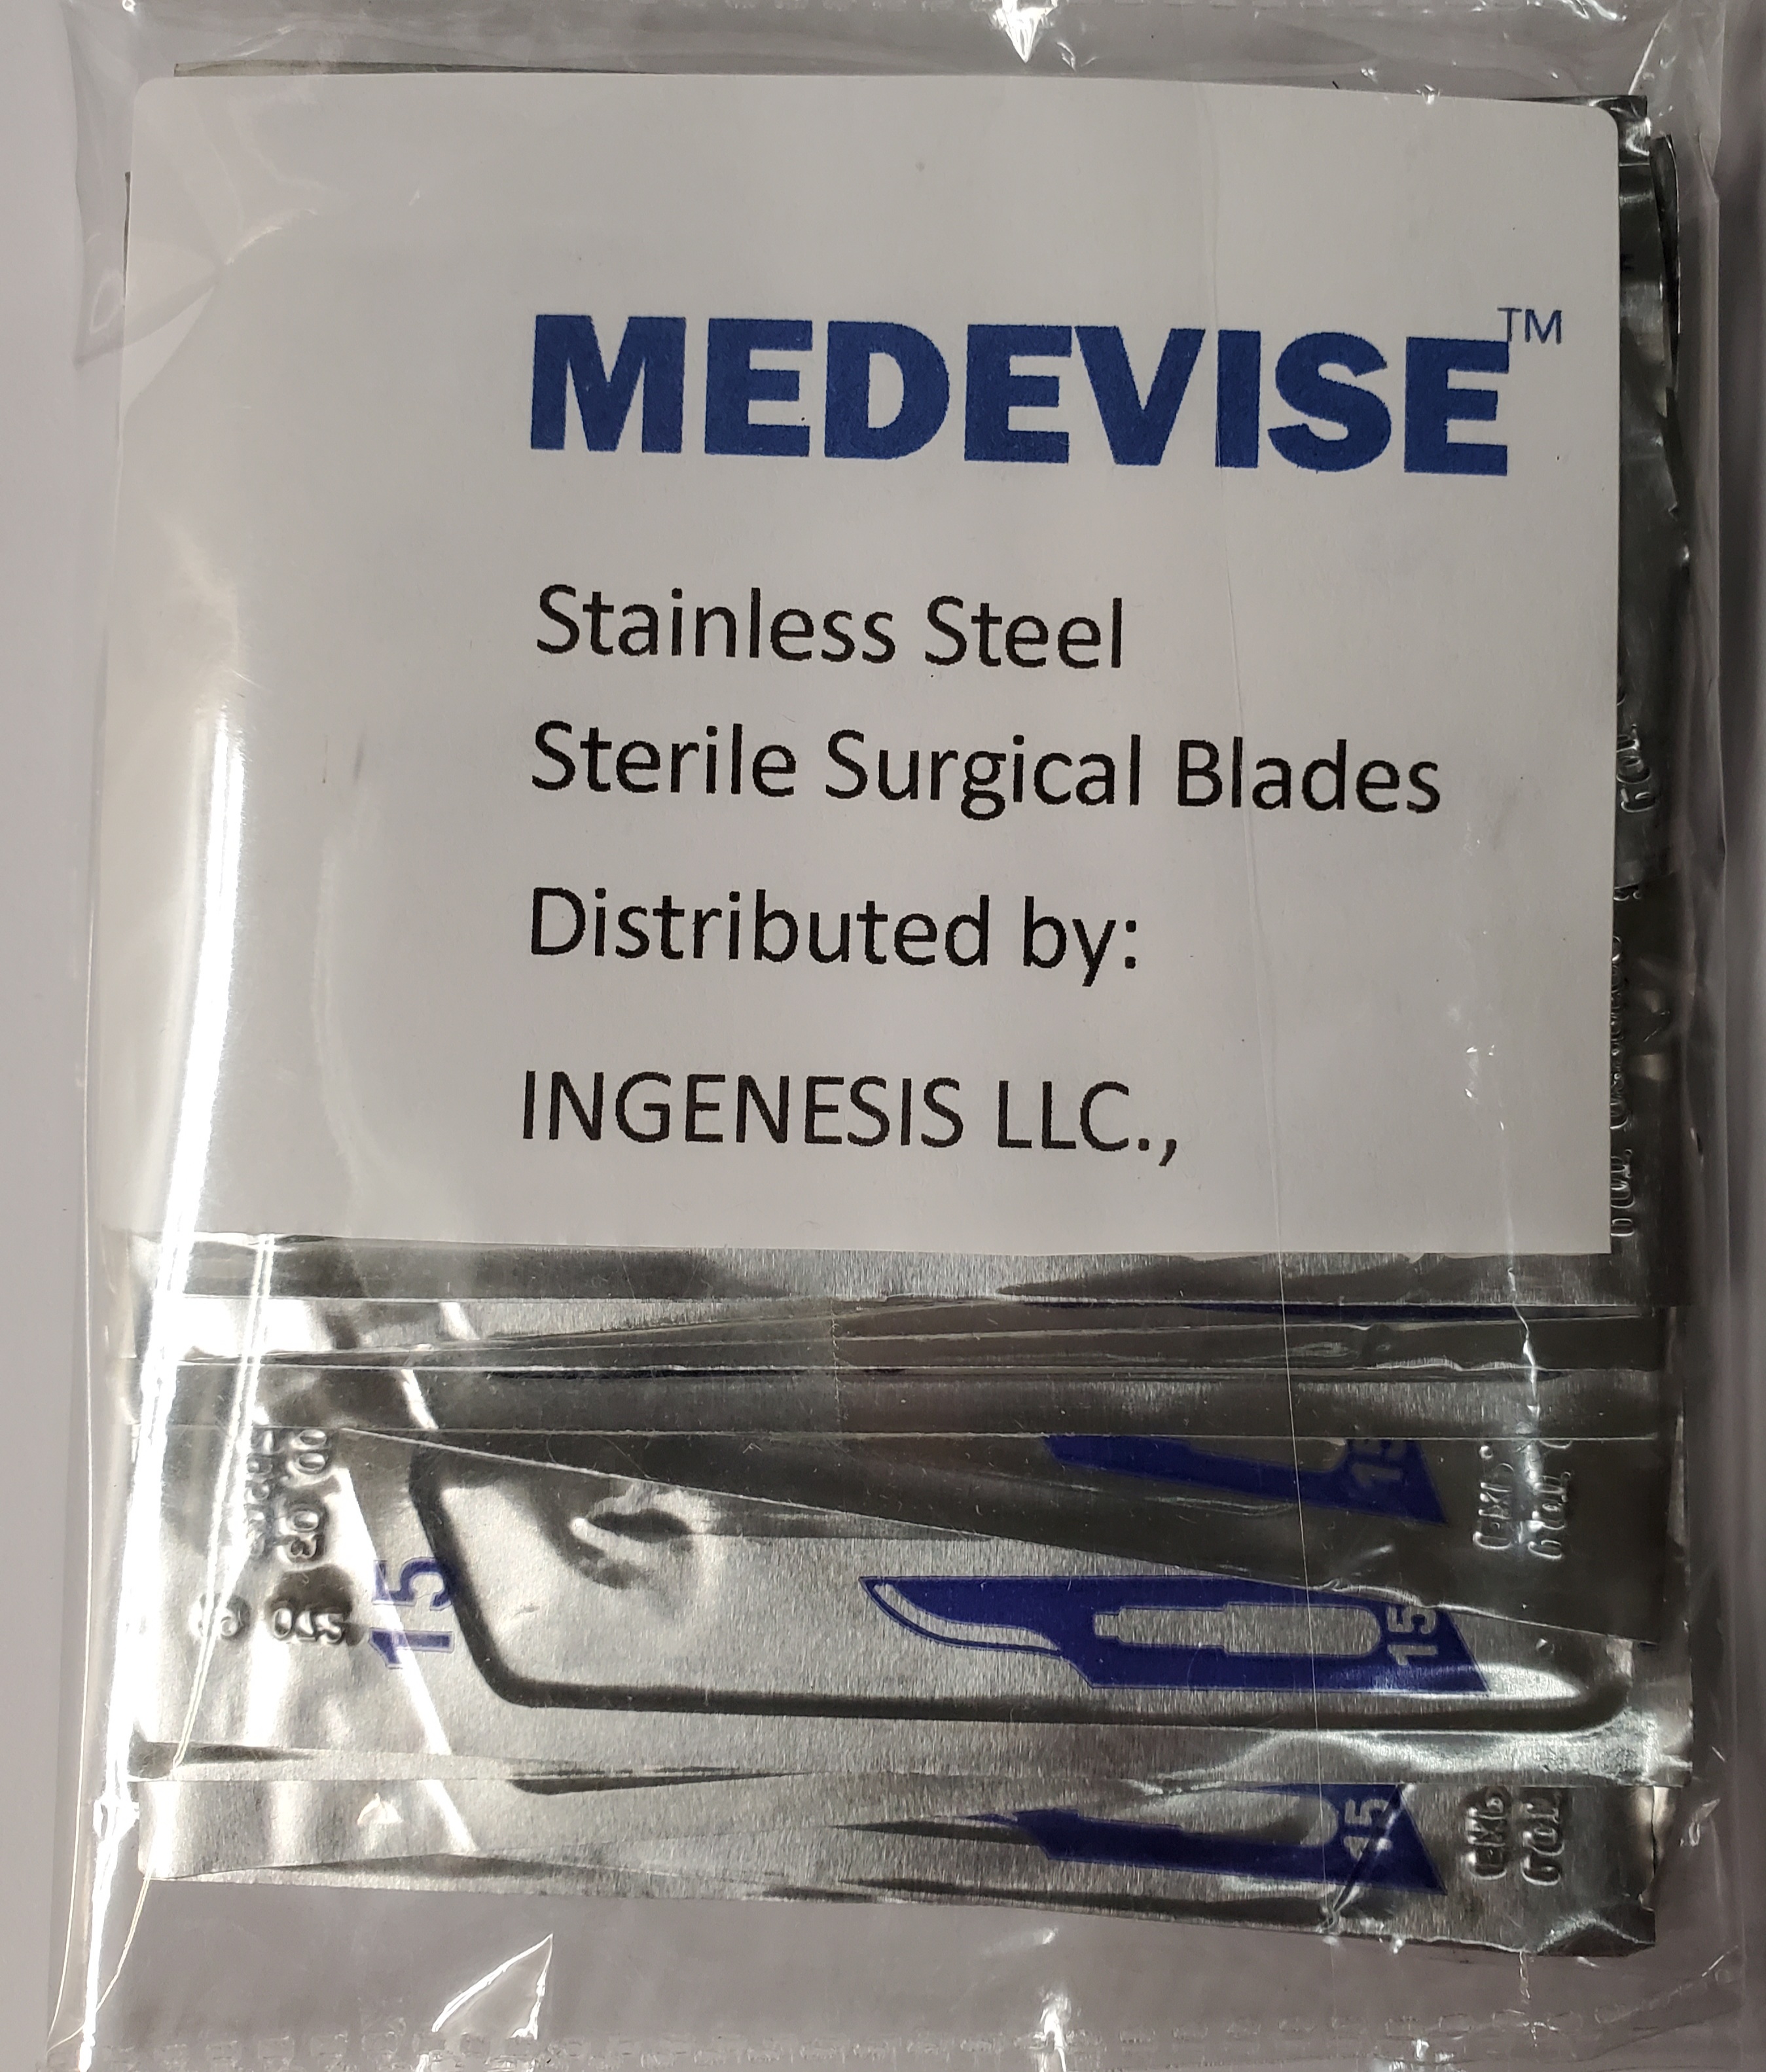 MEDEVISE™
Stainless Steel
Sterile Surgical Blades
Distributed by:
INGENESIS LLC.,
15
15
15
15